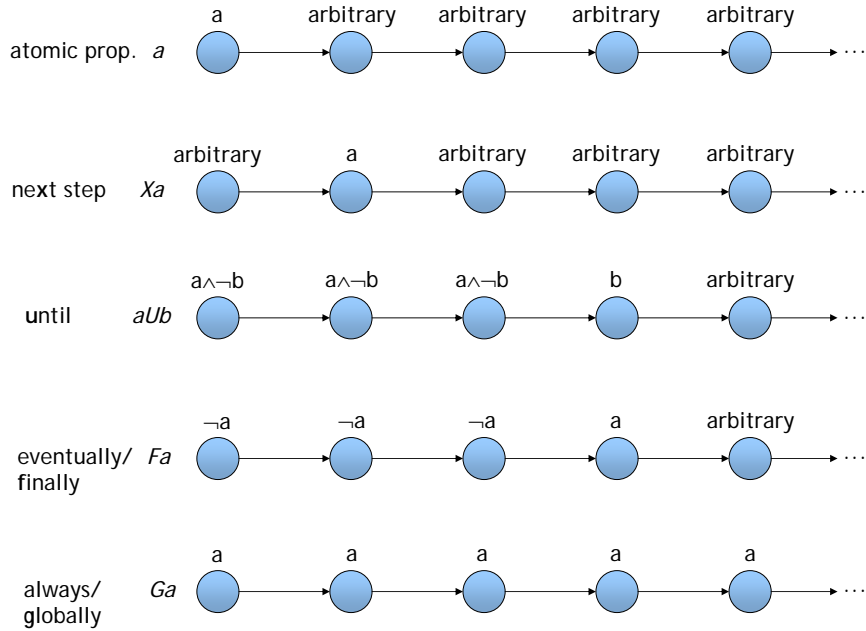 a arbitrary arbitrary arbitrary arbitrary
atomic prop. a ...
arbitrary a arbitrary arbitrary arbitrary
next step Xa ...
a∧¬b a∧¬b a∧¬b b arbitrary
until aUb ...
¬a ¬a ¬a a arbitrary
eventually/ Fa ...
finally
a a a a a
always/ Ga ...
globally